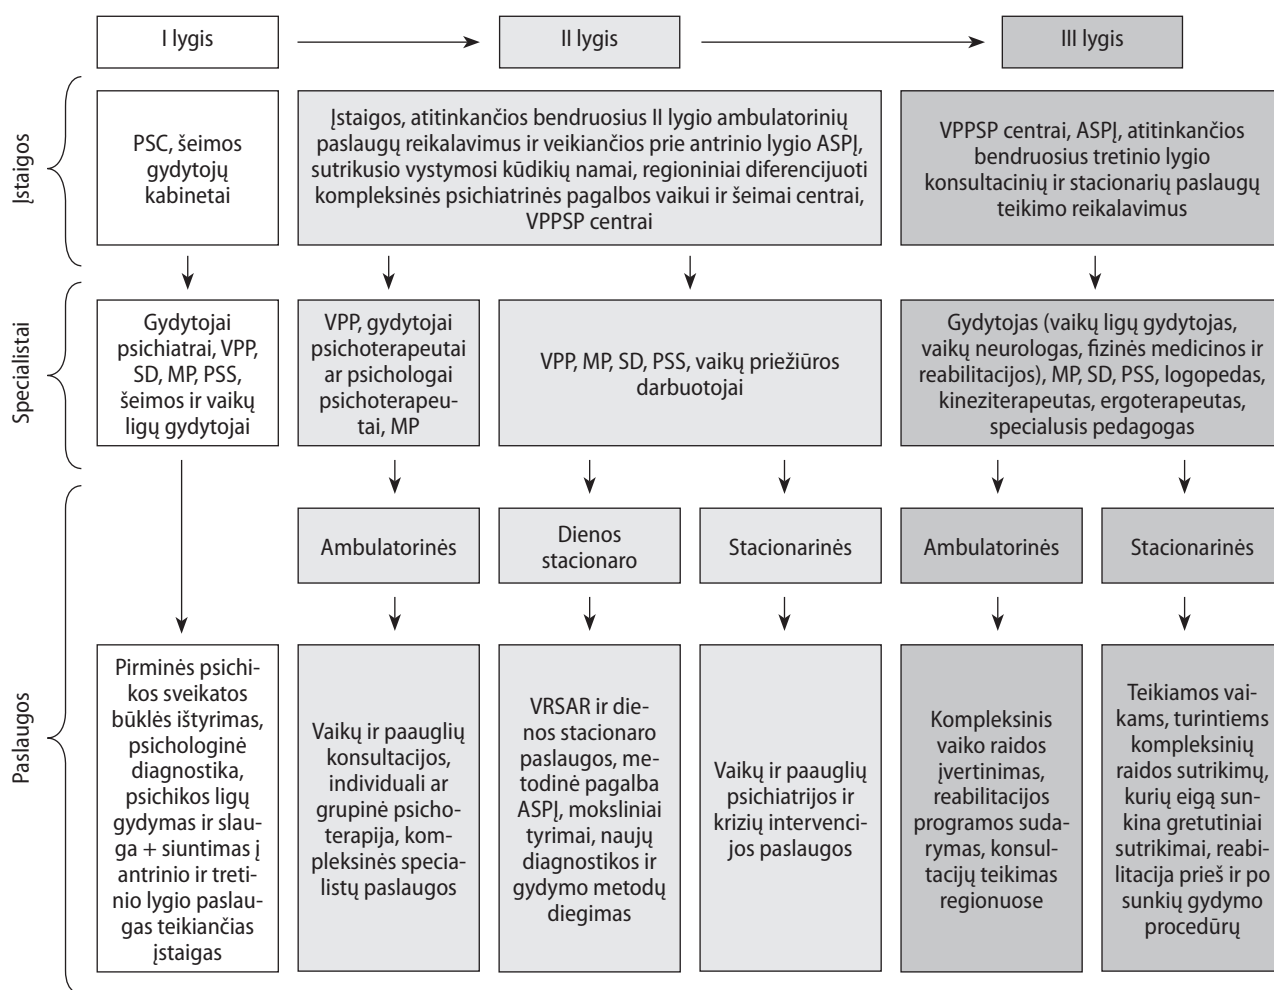 I lygis
II lygis
III lygis
Įstaigos
PSC, šeimos
gydytojų
kabinetai
Įstaigos, atitinkančios bendruosius II lygio ambulatorinių
paslaugų reikalavimus ir veikiančios prie antrinio lygio ASPĮ,
sutrikusio vystymosi kūdikių namai, regioniniai diferencijuoti
kompleksinės psichiatrinės pagalbos vaikui ir šeimai centrai,
VPPSP centrai
VPPSP centrai, ASPĮ, atitinkančios
bendruosius tretinio lygio
konsultacinių ir stacionarių paslaugų
teikimo reikalavimus
Specialistai
Gydytojai
psichiatrai, VPP,
SD, MP, PSS,
šeimos ir vaikų
ligų gydytojai
VPP, gydytojai
psichoterapeutai
ar psichologai
psichoterapeu-
tai, MP
VPP, MP, SD, PSS, vaikų priežiūros
darbuotojai
Gydytojas (vaikų ligų gydytojas,
vaikų neurologas, fizinės medicinos ir
reabilitacijos), MP, SD, PSS, logopedas,
kineziterapeutas, ergoterapeutas,
specialusis pedagogas
Paslaugos
Ambulatorinės
Dienos
stacionaro
Stacionarinės
Ambulatorinės
Stacionarinės
Pirminės psichi-
kos sveikatos
būklės ištyrimas,
psichologinė
diagnostika,
psichikos ligų
gydymas ir slau-
ga + siuntimas į
antrinio ir treti-
nio lygio paslau-
gas teikiančias
įstaigas
Vaikų ir paauglių
konsultacijos,
individuali ar
grupinė psicho-
terapija, kom-
pleksinės specia-
listų paslaugos
VRSAR ir die-
nos stacionaro
paslaugos, me-
todinė pagalba
ASPĮ, moksliniai
tyrimai, naujų
diagnostikos ir
gydymo metodų
diegimas
Vaikų ir paauglių
psichiatrijos ir
krizių intervenci-
jos paslaugos
Kompleksinis
vaiko raidos
įvertinimas,
reabilitacijos
programos suda-
rymas, konsul-
tacijų teikimas
regionuose
Teikiamos vai-
kams, turintiems
kompleksinių
raidos sutrikimų,
kurių eigą sun-
kina gretutiniai
sutrikimai, reabi-
litacija prieš ir po
sunkių gydymo
procedūrų